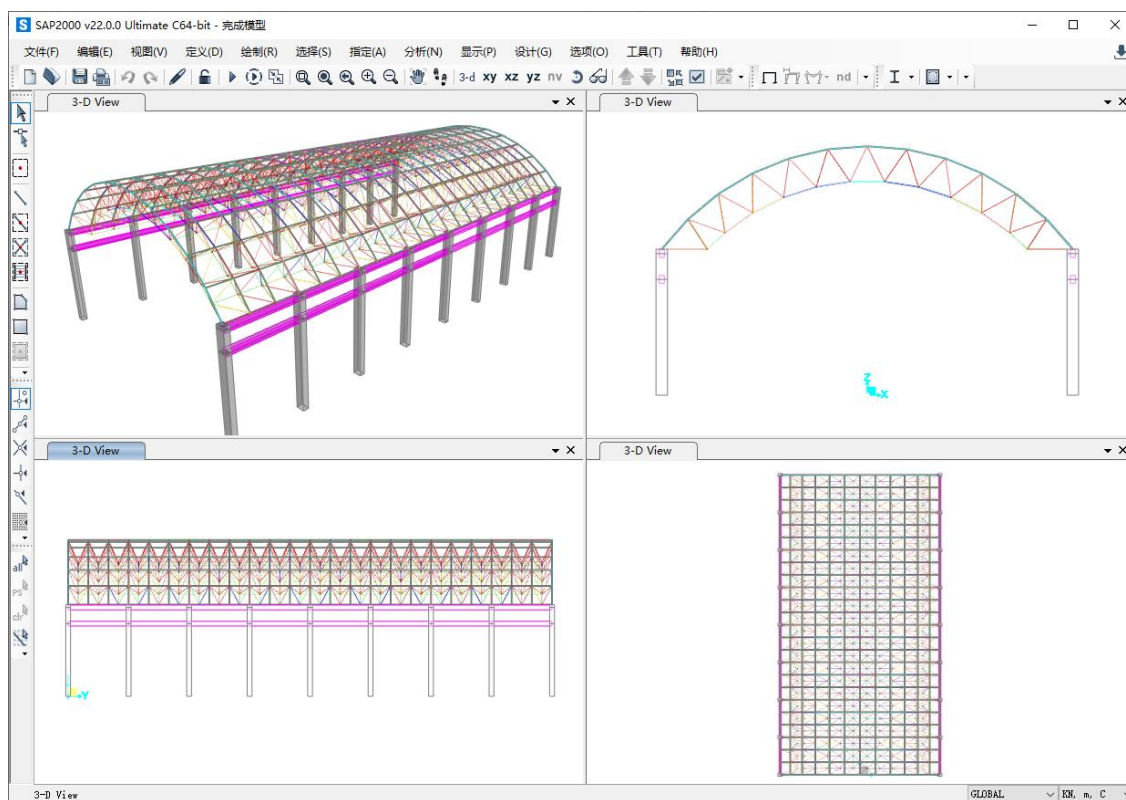 SAP2000 v22.0.0 Ultimate C64-bit - 完成模型
文件(F) 编辑(E) 视图(V) 定义(D) 绘制(R) 选择(S) 指定(A) 分析(N) 显示(P) 设计(G) 选项(O) 工具(T) 帮助(H)
3-d xy xz yz nv nd
3-D View
3-D View
Z
X
3-D View
3-D View
Y
all
PS
clr
3-D View GLOBAL KN, m, C